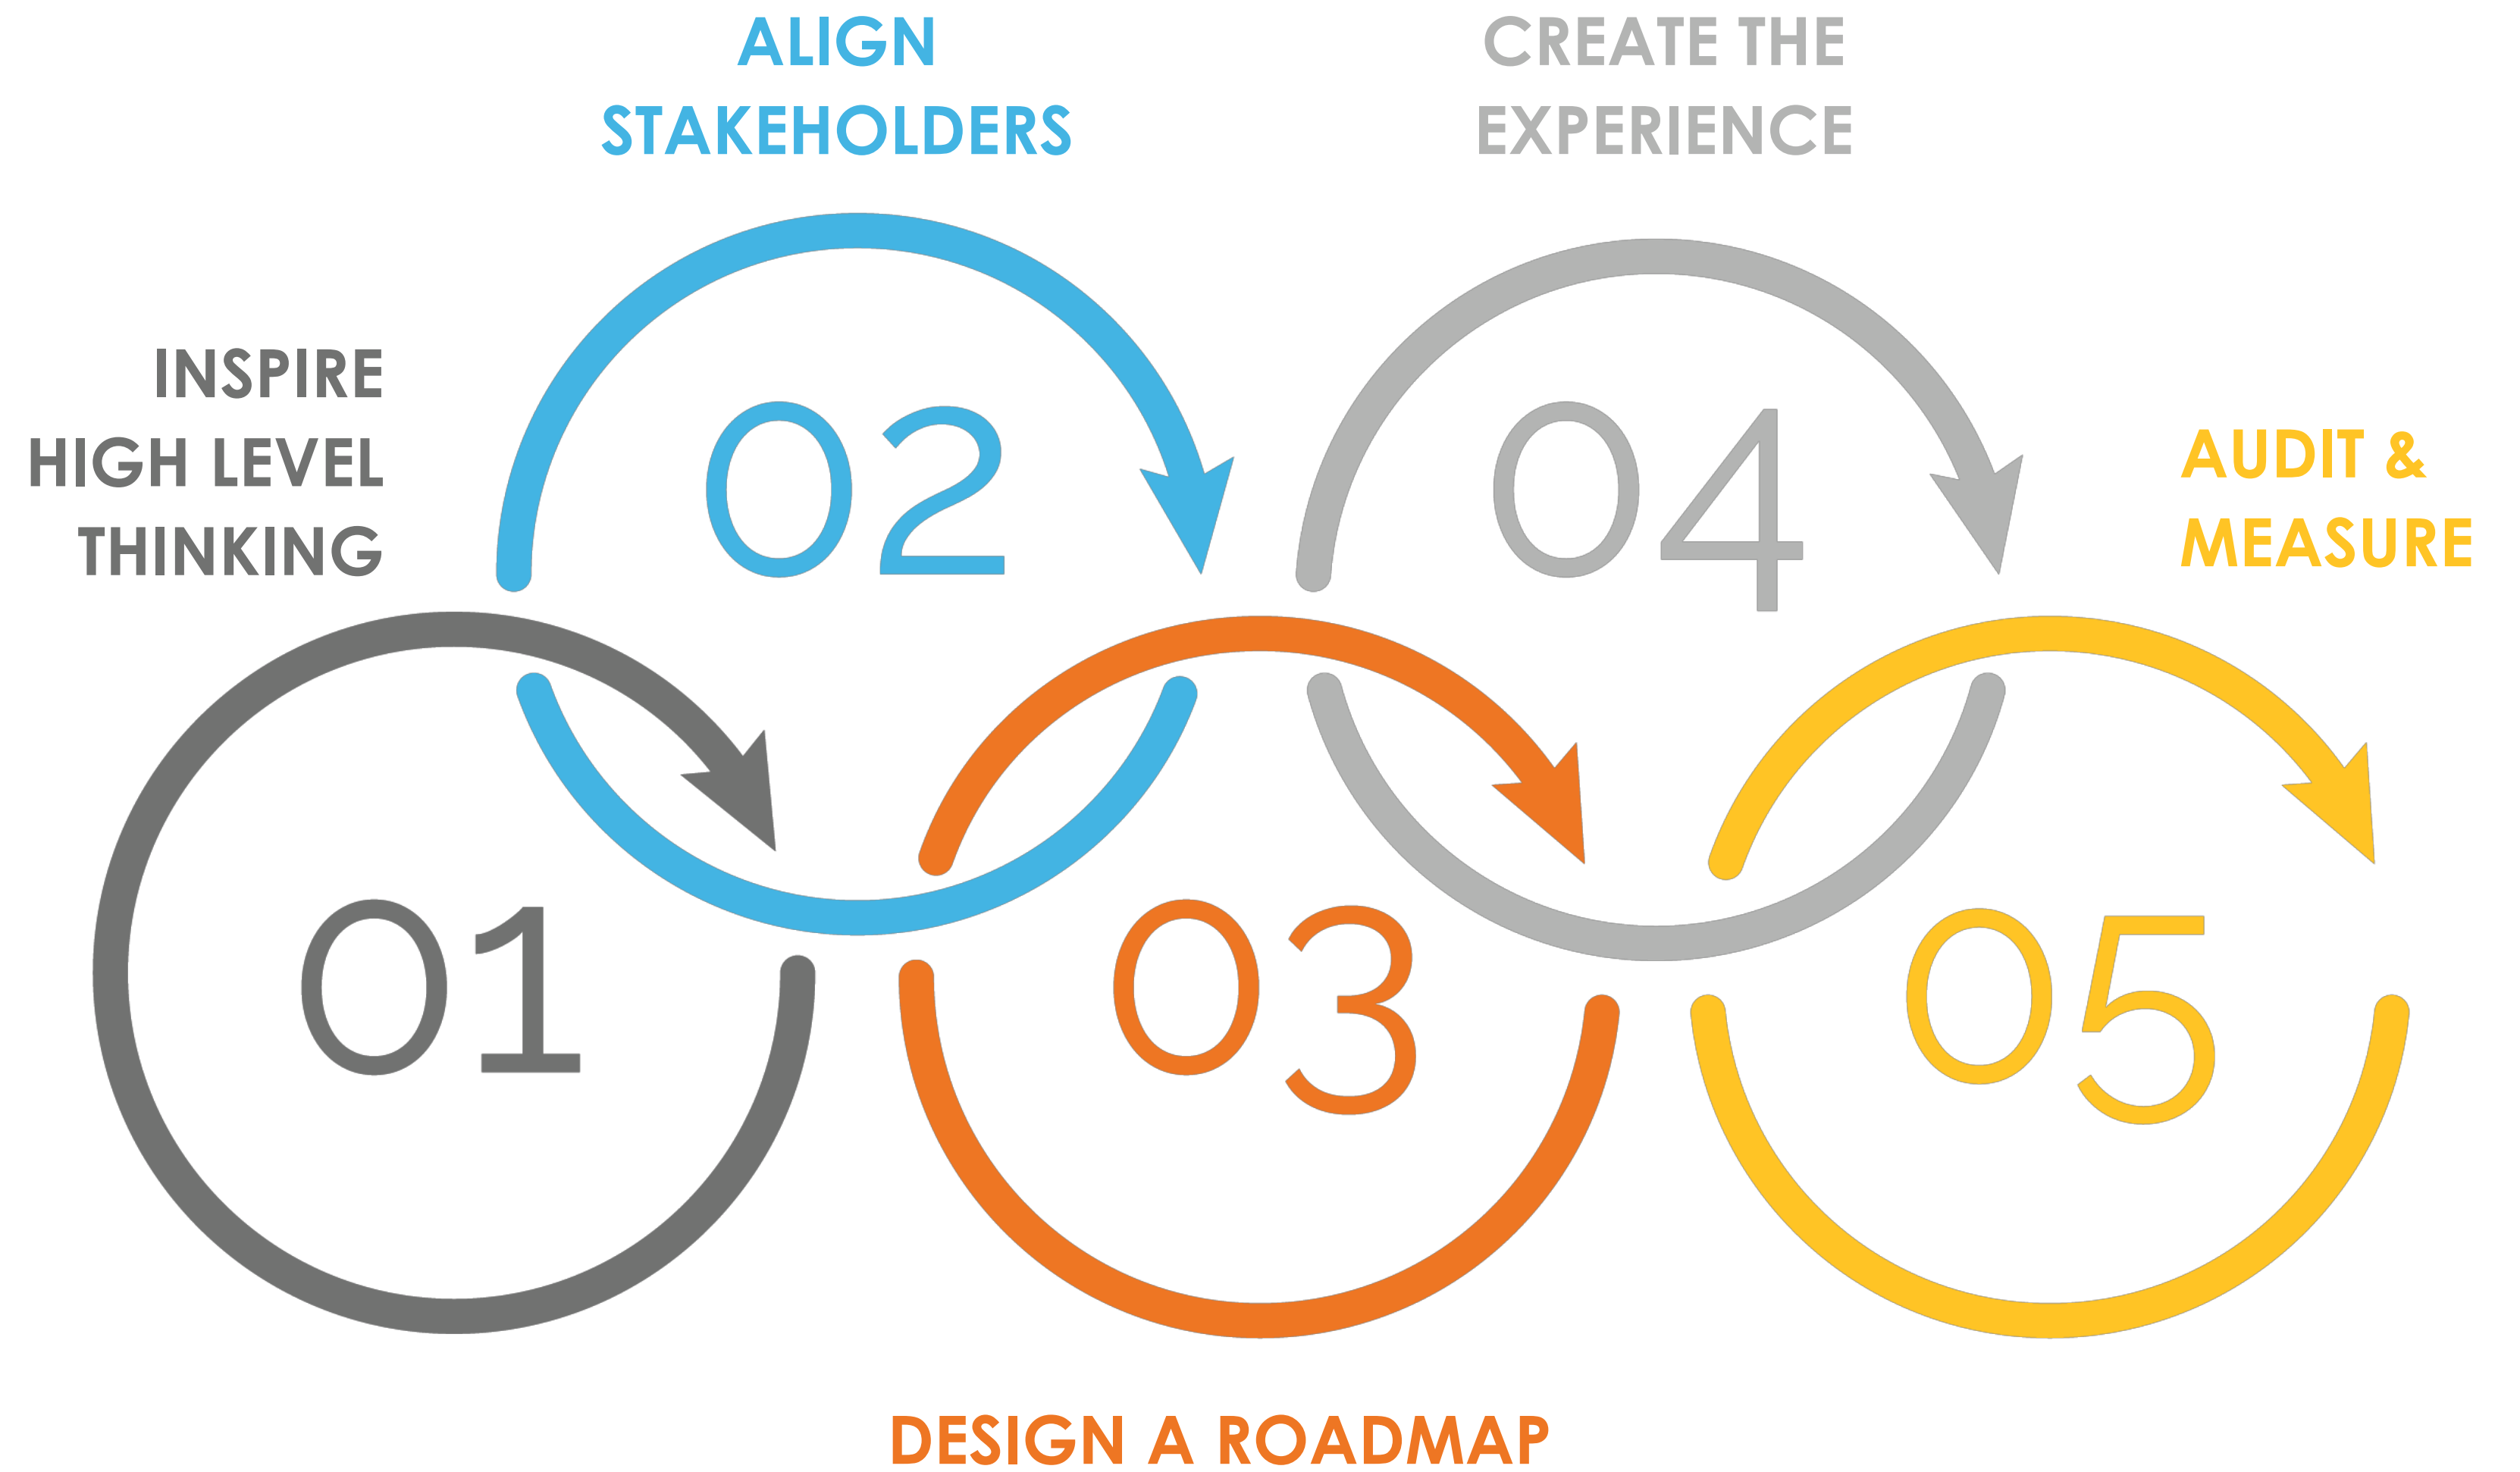 INSPIRE
HIGH LEVEL
THINKING
01
ALIGN
STAKEHOLDERS
02
DESIGN A ROADMAP
03
CREATE THE
EXPERIENCE
04
AUDIT &
MEASURE
05